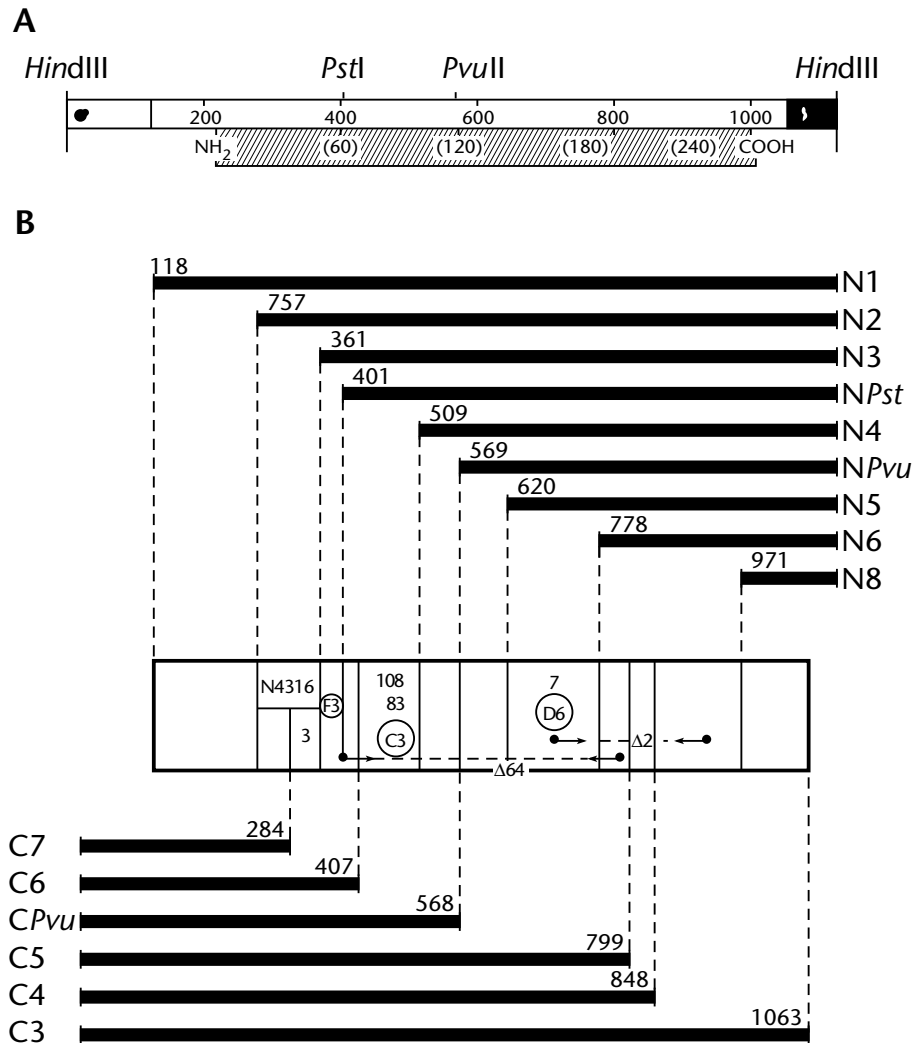 A
HindIII PstI PvuII HindIII
200 400 600 800 1000
NH2 (60) (120) (180) (240) COOH
B
118 N1
757 N2
361 N3
401 NPst
509 N4
569 NPvu
620 N5
778 N6
971 N8
N4316 F3 108 7
83 D6
3 C3 Δ2
Δ64
C7 284
C6 407
CPvu 568
C5 799
C4 848
C3 1063